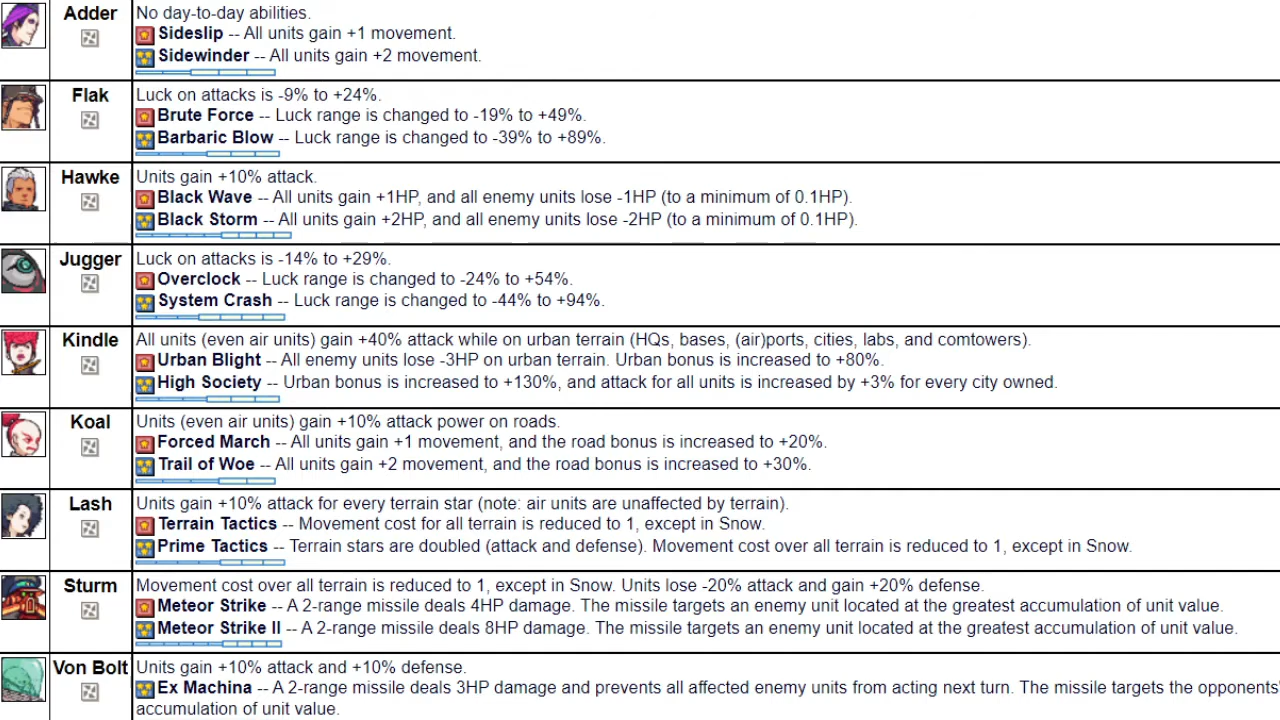 Adder
No day-to-day abilities.
Sideslip -- All units gain +1 movement.
Sidewinder -- All units gain +2 movement.
Flak
Luck on attacks is -9% to +24%.
Brute Force -- Luck range is changed to -19% to +49%.
Barbaric Blow -- Luck range is changed to -39% to +89%.
Hawke
Units gain +10% attack.
Black Wave -- All units gain +1HP, and all enemy units lose -1HP (to a minimum of 0.1HP).
Black Storm -- All units gain +2HP, and all enemy units lose -2HP (to a minimum of 0.1HP).
Jugger
Luck on attacks is -14% to +29%.
Overclock -- Luck range is changed to -24% to +54%.
System Crash -- Luck range is changed to -44% to +94%.
Kindle
All units (even air units) gain +40% attack while on urban terrain (HQs, bases, (air)ports, cities, labs, and comtowers).
Urban Blight -- All enemy units lose -3HP on urban terrain. Urban bonus is increased to +80%.
High Society -- Urban bonus is increased to +130%, and attack for all units is increased by +3% for every city owned.
Koal
Units (even air units) gain +10% attack power on roads.
Forced March -- All units gain +1 movement, and the road bonus is increased to +20%.
Trail of Woe -- All units gain +2 movement, and the road bonus is increased to +30%.
Lash
Units gain +10% attack for every terrain star (note: air units are unaffected by terrain).
Terrain Tactics -- Movement cost for all terrain is reduced to 1, except in Snow.
Prime Tactics -- Terrain stars are doubled (attack and defense). Movement cost over all terrain is reduced to 1, except in Snow.
Sturm
Movement cost over all terrain is reduced to 1, except in Snow. Units lose -20% attack and gain +20% defense.
Meteor Strike -- A 2-range missile deals 4HP damage. The missile targets an enemy unit located at the greatest accumulation of unit value.
Meteor Strike II -- A 2-range missile deals 8HP damage. The missile targets an enemy unit located at the greatest accumulation of unit value.
Von Bolt
Units gain +10% attack and +10% defense.
Ex Machina -- A 2-range missile deals 3HP damage and prevents all affected enemy units from acting next turn. The missile targets the opponents'
accumulation of unit value.